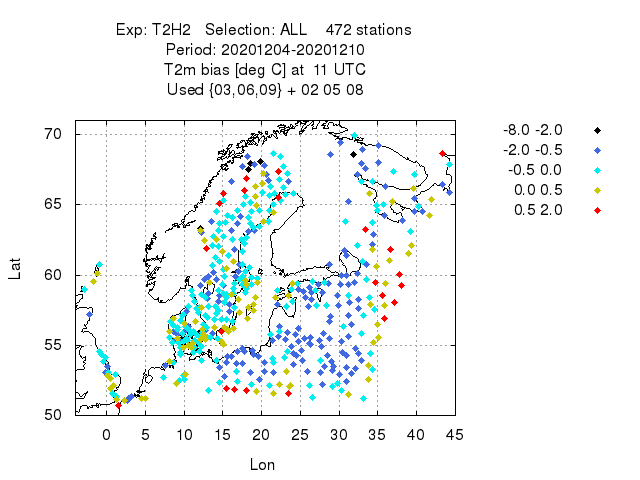 Exp: T2H2 Selection: ALL 472 stations
Period: 20201204-20201210
T2m bias [deg C] at 11 UTC
Used {03,06,09} + 02 05 08
70
65
60
55
50
Lat
0 5 10 15 20 25 30 35 40 45
Lon
-8.0 -2.0
-2.0 -0.5
-0.5 0.0
0.0 0.5
0.5 2.0